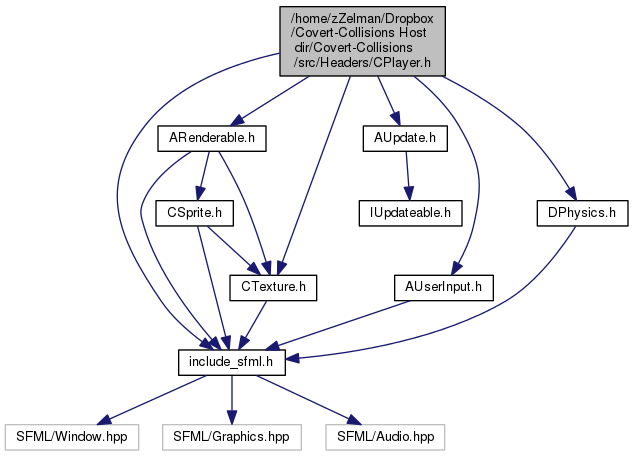 /home/zZelman/Dropbox
/Covert-Collisions Host
dir/Covert-Collisions
/src/Headers/CPlayer.h
ARenderable.h
AUpdate.h
CSprite.h
IUpdateable.h
DPhysics.h
CTexture.h
AUserInput.h
include_sfml.h
SFML/Window.hpp
SFML/Graphics.hpp
SFML/Audio.hpp